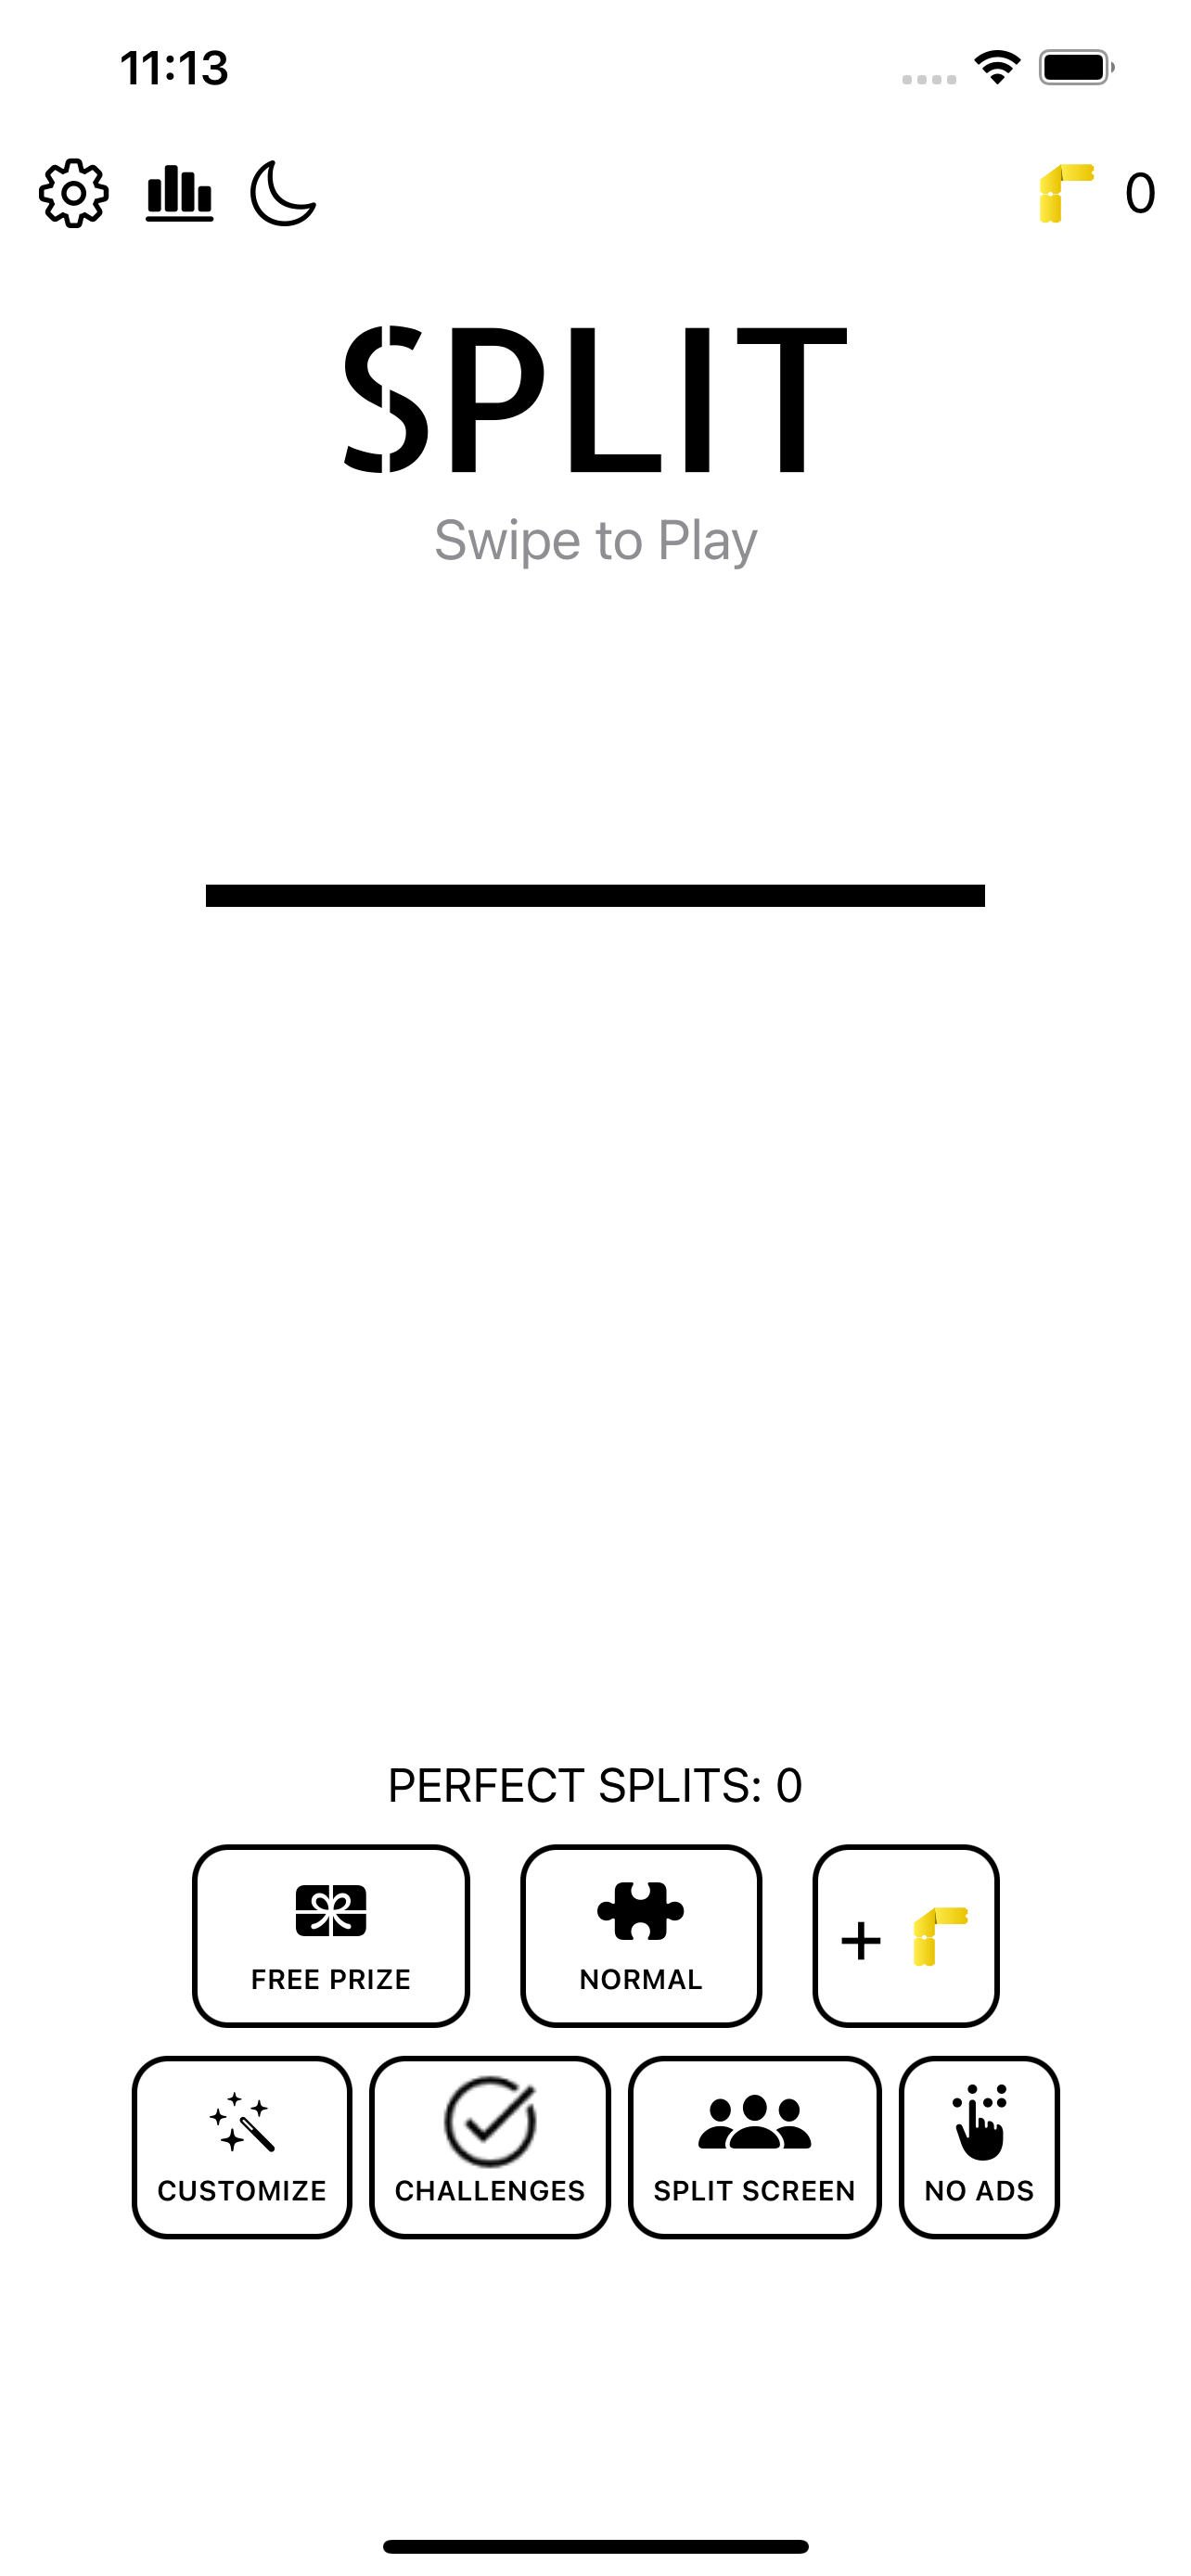 11:13
0
SPLIT
Swipe to Play
PERFECT SPLITS: 0
FREE PRIZE
NORMAL
+
CUSTOMIZE
CHALLENGES
SPLIT SCREEN
NO ADS